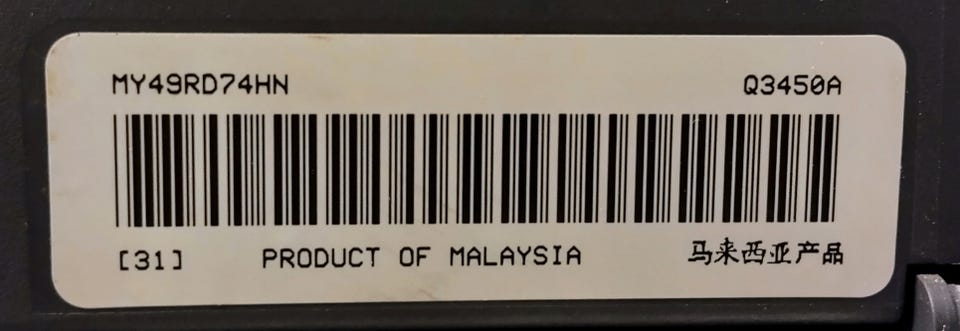 MY49RD74HN Q3450A
[31] PRODUCT OF MALAYSIA 马来西亚产品